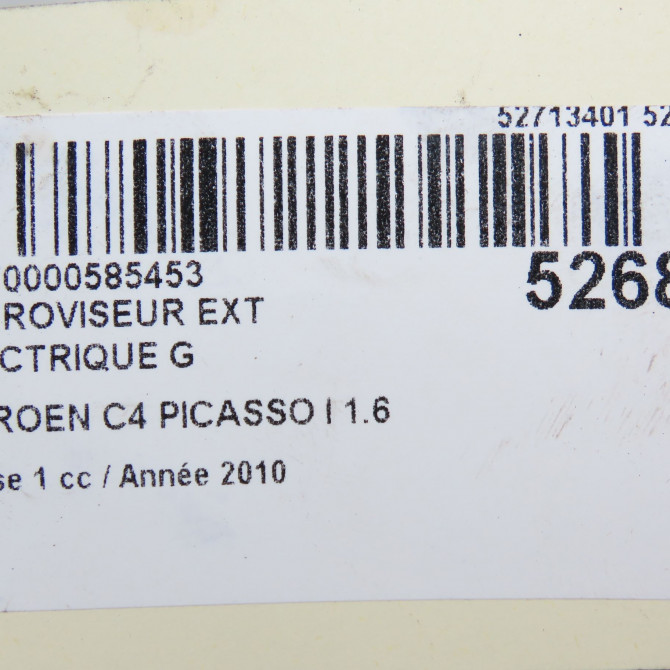 52713401 52
0000585453
5268
ROVISEUR EXT
CTRIQUE G
ROEN C4 PICASSO I 1.6
se 1 cc / Année 2010